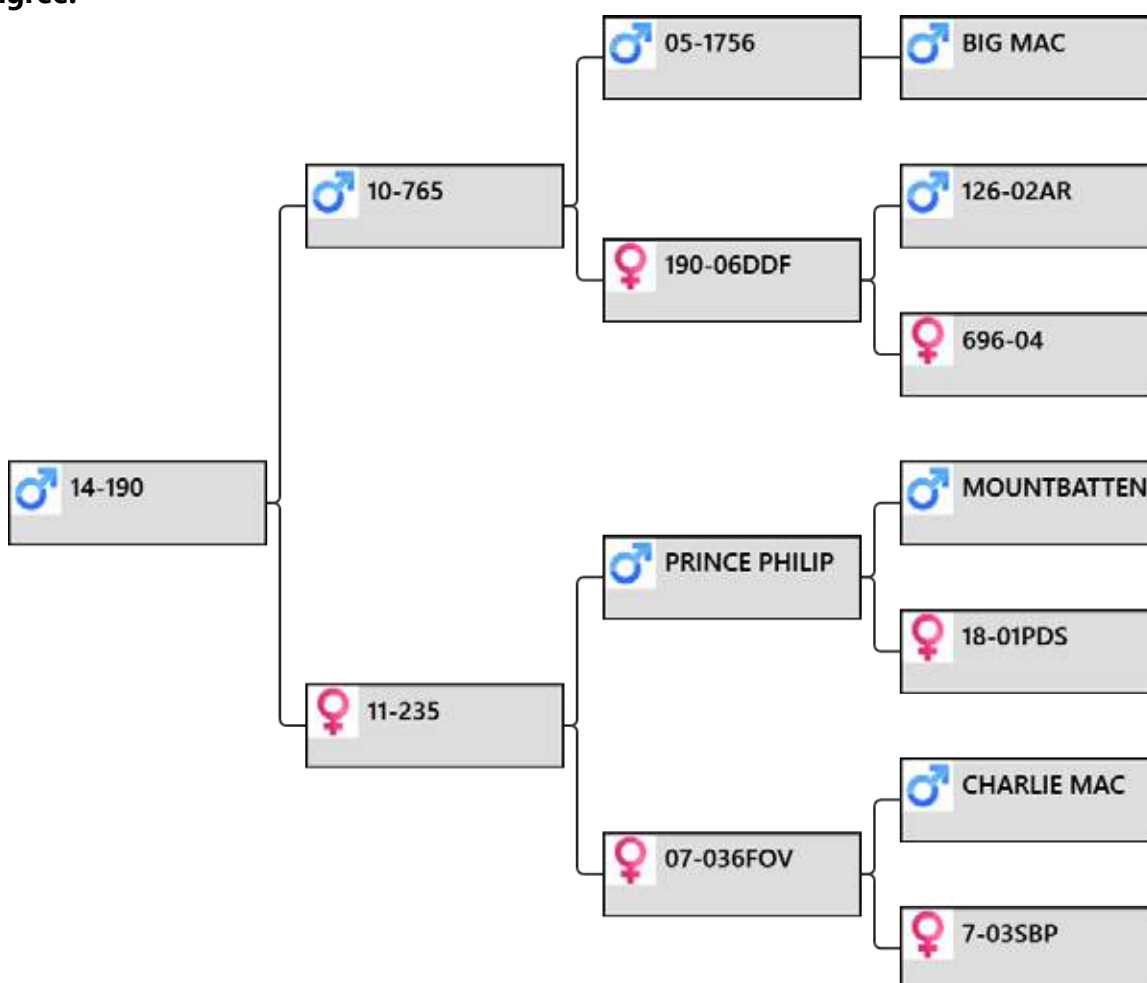 05-1756
BIG MAC
10-765
126-02AR
190-06DDF
696-04
14-190
MOUNTBATTEN
PRINCE PHILIP
18-01PDS
11-235
CHARLIE MAC
07-036FOV
7-03SBP